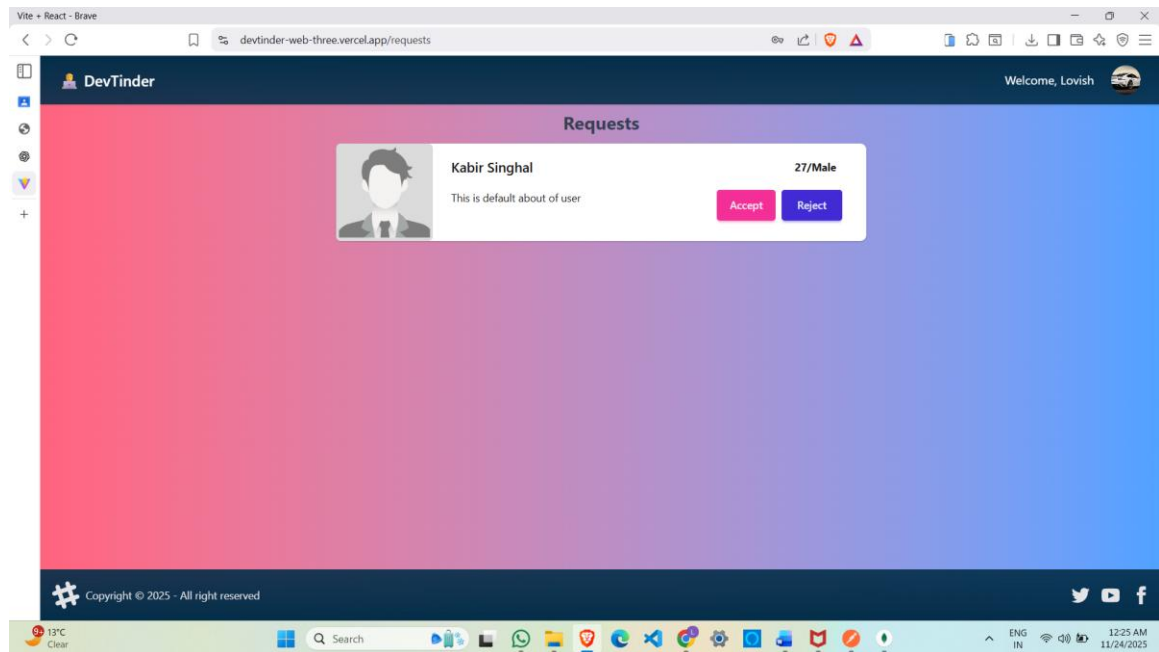 Vite + React - Brave
devtinder-web-three.vercel.app/requests
DevTinder
Welcome, Lovish
Requests
Kabir Singhal
27/Male
This is default about of user
Accept
Reject
Copyright © 2025 - All right reserved
9+
13°C
Clear
Search
ENG
IN
12:25 AM
11/24/2025